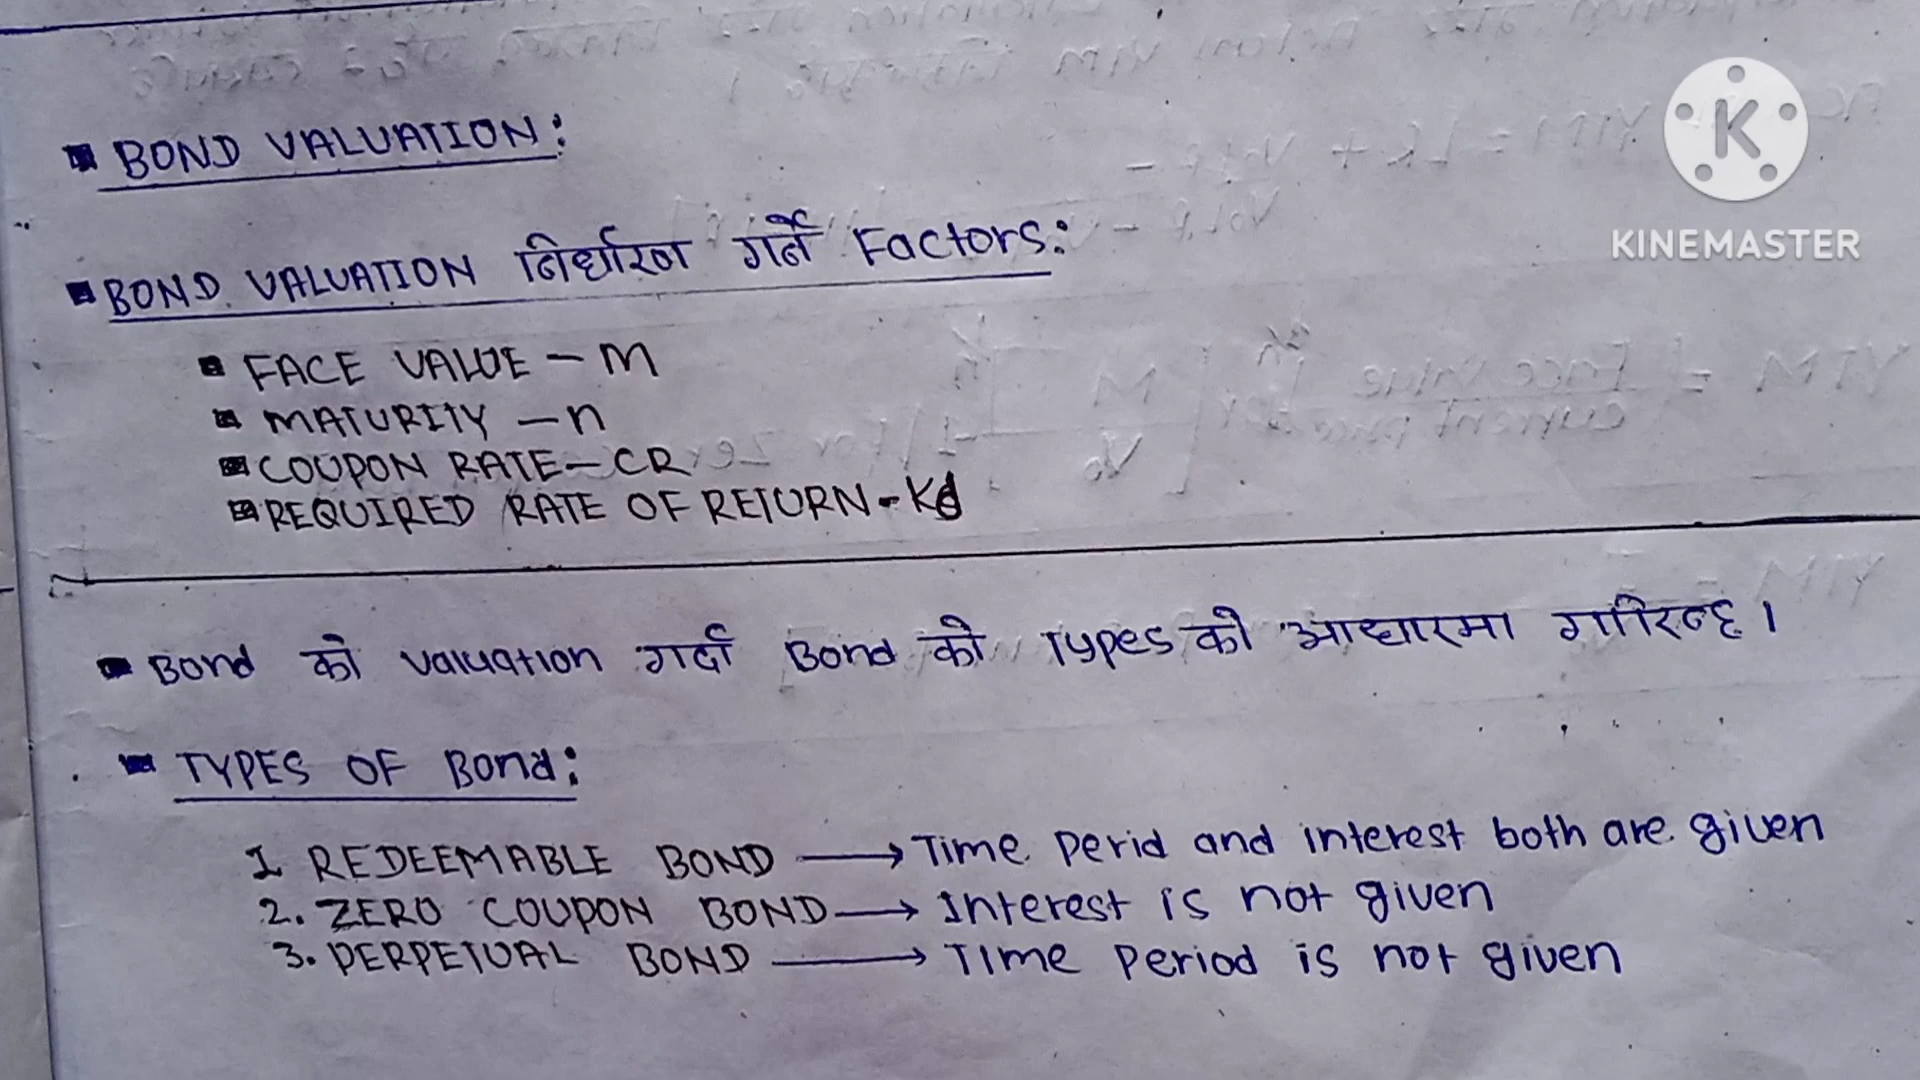 BOND VALUATION:
KINEMASTER
BOND VALUATION निर्धारण गर्ने Factors:
FACE VALUE - M
MATURITY - n
COUPON RATE - CR
REQUIRED RATE OF RETURN - Kd
Bond को valuation गर्दा Bond को Types को आधारमा गरिन्छ ।
TYPES OF Bond:
1. REDEEMABLE BOND → Time Perid and interest both are given
2. ZERO COUPON BOND → Interest is not given
3. PERPETUAL BOND → Time Period is not given